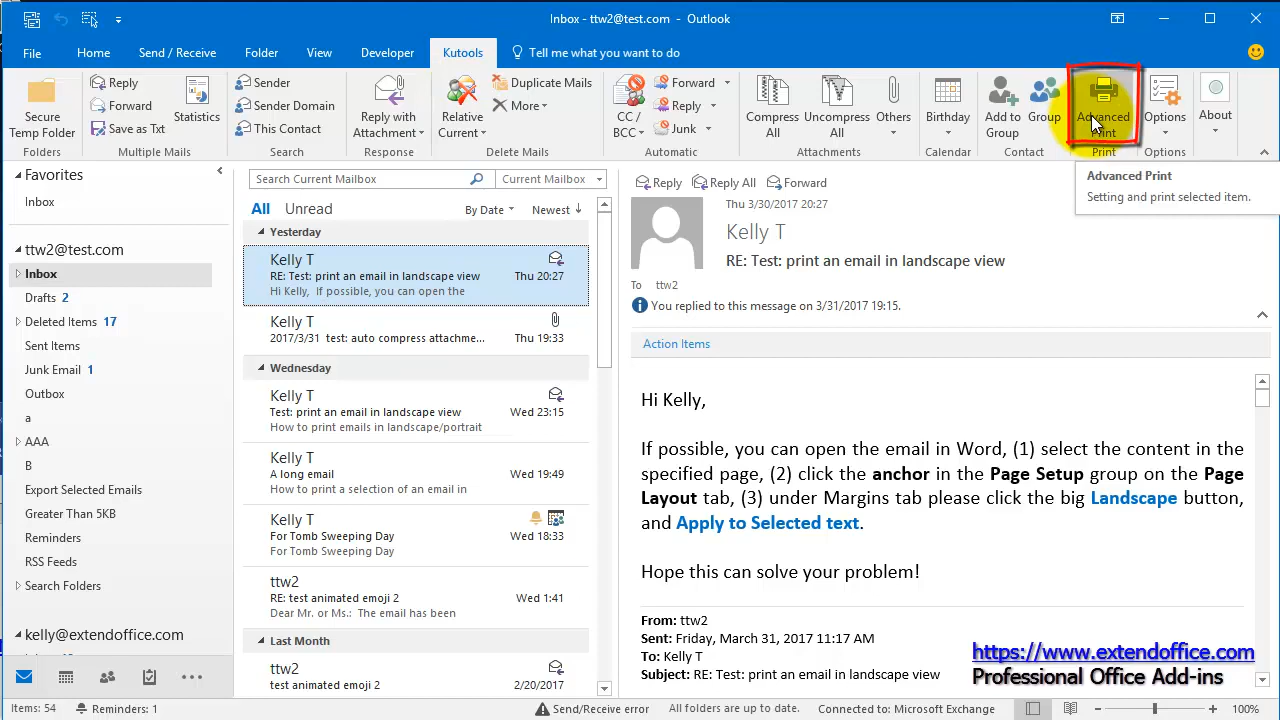 Inbox - ttw2@test.com - Outlook
File Home Send / Receive Folder View Developer Kutools Tell me what you want to do
Secure Temp Folder
Folders
Reply
Forward
Save as Txt
Statistics
Multiple Mails
Sender
Sender Domain
This Contact
Search
Reply with Attachment
Respond
Relative Current
Duplicate Mails
More
Delete Mails
CC / BCC
Forward
Reply
Junk
Automatic
Compress All
Uncompress All
Others
Attachments
Birthday
Calendar
Add to Group
Group
Contact
Advanced Print
Print
Options
Options
About
Advanced Print
Setting and print selected item.
Favorites
Inbox
ttw2@test.com
Inbox
Drafts 2
Deleted Items 17
Sent Items
Junk Email 1
Outbox
a
AAA
B
Export Selected Emails
Greater Than 5KB
Reminders
RSS Feeds
Search Folders
kelly@extendoffice.com
Search Current Mailbox Current Mailbox
All Unread By Date Newest
Yesterday
Kelly T
RE: Test: print an email in landscape view Thu 20:27
Hi Kelly, If possible, you can open the
Kelly T
2017/3/31 test: auto compress attachme... Thu 19:33
Wednesday
Kelly T
Test: print an email in landscape view Wed 23:15
How to print emails in landscape/portrait
Kelly T
A long email Wed 19:49
How to print a selection of an email in
Kelly T
For Tomb Sweeping Day Wed 18:33
For Tomb Sweeping Day
ttw2
RE: test animated emoji 2 Wed 1:41
Dear Mr. or Ms.: The email has been
Last Month
ttw2
test animated emoji 2 2/20/2017
Reply Reply All Forward
Thu 3/30/2017 20:27
Kelly T
RE: Test: print an email in landscape view
To ttw2
You replied to this message on 3/31/2017 19:15.
Action Items
Hi Kelly,
If possible, you can open the email in Word, (1) select the content in the
specified page, (2) click the anchor in the Page Setup group on the Page
Layout tab, (3) under Margins tab please click the big Landscape button,
and Apply to Selected text.
Hope this can solve your problem!
From: ttw2
Sent: Friday, March 31, 2017 11:17 AM
To: Kelly T
Subject: RE: Test: print an email in landscape view
https://www.extendoffice.com
Professional Office Add-ins
Items: 54 Reminders: 1 Send/Receive error All folders are up to date. Connected to: Microsoft Exchange 100%